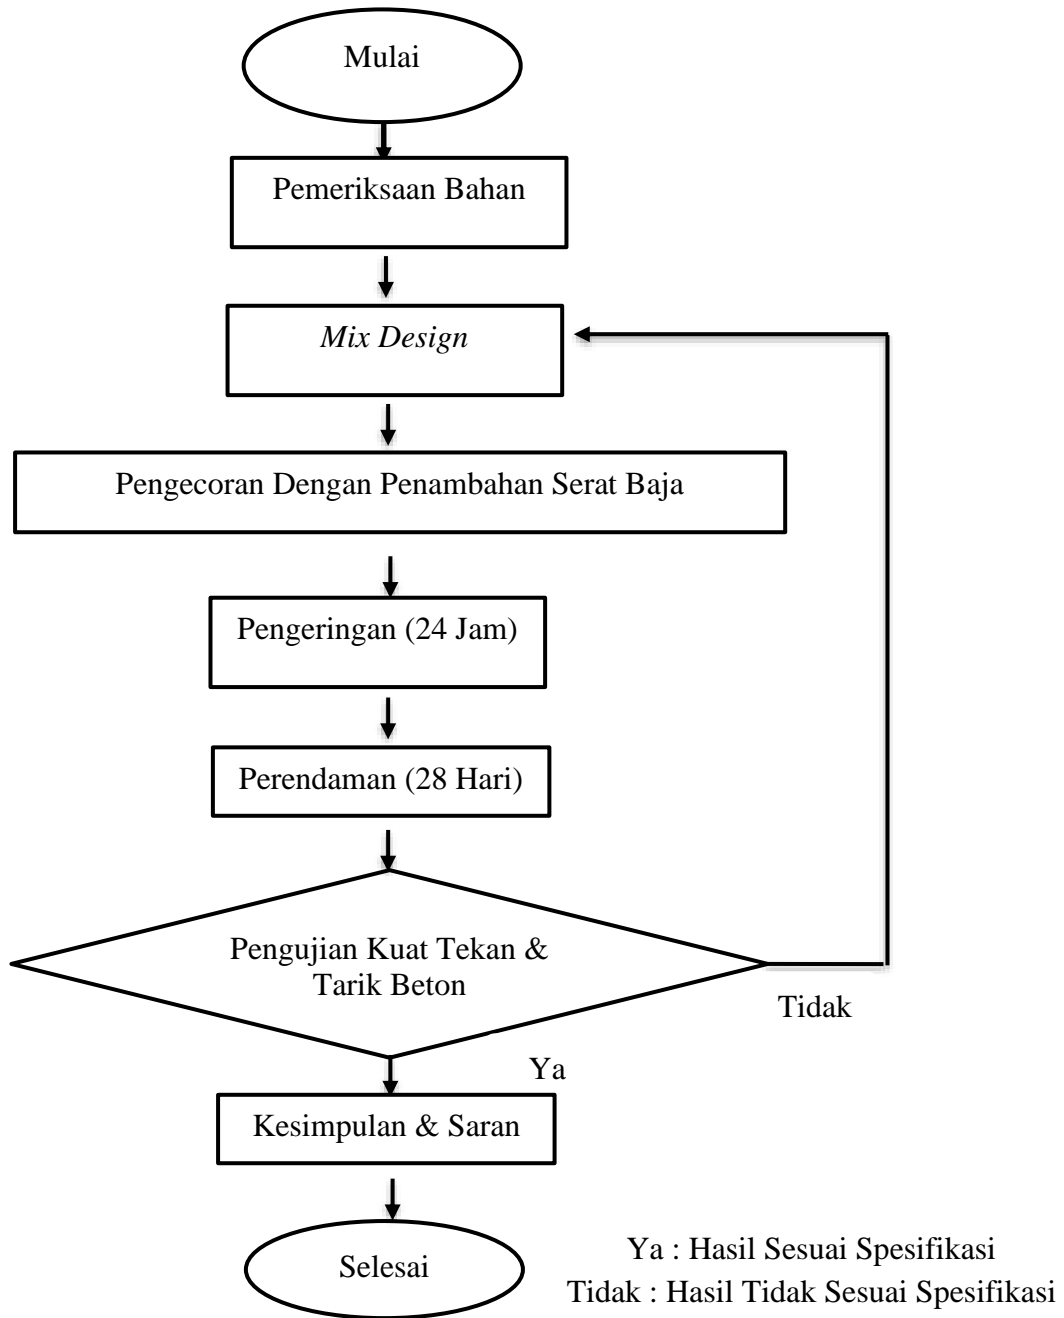 Mulai
Pemeriksaan Bahan
Mix Design
Pengecoran Dengan Penambahan Serat Baja
Pengeringan (24 Jam)
Perendaman (28 Hari)
Pengujian Kuat Tekan &
Tarik Beton
Tidak
Ya
Kesimpulan & Saran
Selesai
Ya : Hasil Sesuai Spesifikasi
Tidak : Hasil Tidak Sesuai Spesifikasi